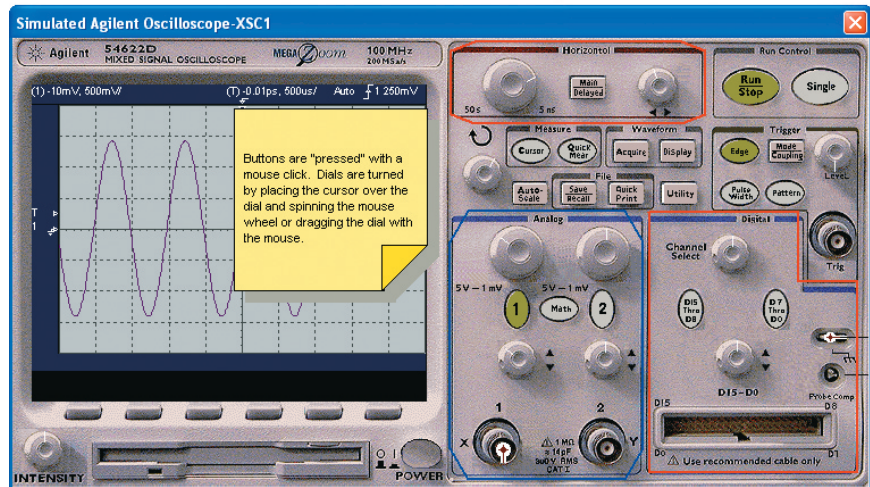 Simulated Agilent Oscilloscope-XSC1
Agilent 54622D
MIXED SIGNAL OSCILLOSCOPE
MEGA Zoom
100 MHz
200 MSa/s
(1)-10mV, 500mV/ (T)-0.01ps, 500us/ Auto 1 250mV
T
1
Buttons are "pressed" with a
mouse click. Dials are turned
by placing the cursor over the
dial and spinning the mouse
wheel or dragging the dial with
the mouse.
INTENSITY
POWER
Horizontal
50 s
5 ns
Main
Delayed
Run Control
Run
Stop
Single
Measure
Cursor
Quick
Mear
Waveform
Acquire
Display
Trigger
Edge
Mode
Coupling
Level
Pulse
Width
Pattern
Trig
File
Auto-
Scale
Save
Recall
Quick
Print
Utility
Analog
5V – 1 mV
5V – 1 mV
1
Math
2
1
2
X
Y
1 MΩ
≈ 14pF
300 V RMS
CAT I
Digital
Channel
Select
D15
Thru
D8
D7
Thru
D0
D15–D0
Probe Comp
D15
D8
D0
D1
Use recommended cable only